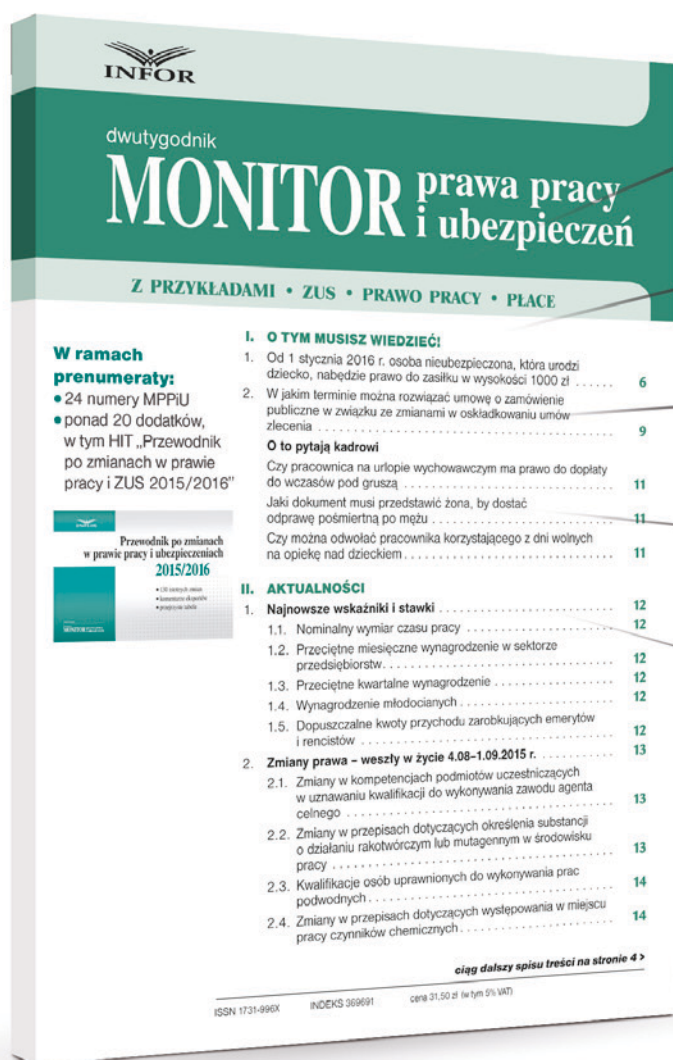 INFOR
dwutygodnik
MONITOR prawa pracy
i ubezpieczeń
Z PRZYKŁADAMI • ZUS • PRAWO PRACY • PŁACE
W ramach
prenumeraty:
• 24 numery MPPiU
• ponad 20 dodatków,
w tym HIT „Przewodnik
po zmianach w prawie
pracy i ZUS 2015/2016”
INFOR
Przewodnik po zmianach
w prawie pracy i ubezpieczeniach
2015/2016
• komentarze ekspertów
• przejrzyste tabele
MONITOR
I. O TYM MUSISZ WIEDZIEĆ!
1. Od 1 stycznia 2016 r. osoba nieubezpieczona, która urodzi
dziecko, nabędzie prawo do zasiłku w wysokości 1000 zł ...... 6
2. W jakim terminie można rozwiązać umowę o zamówienie
publiczne w związku ze zmianami w oskładkowaniu umów
zlecenia ........ 9
O to pytają kadrowi
Czy pracownica na urlopie wychowawczym ma prawo do dopłaty
do wczasów pod gruszą ........ 11
Jaki dokument musi przedstawić żona, by dostać
odprawę pośmiertną po mężu ........ 11
Czy można odwołać pracownika korzystającego z dni wolnych
na opiekę nad dzieckiem ........ 11
II. AKTUALNOŚCI
1. Najnowsze wskaźniki i stawki ........ 12
1.1. Nominalny wymiar czasu pracy ........ 12
1.2. Przeciętne miesięczne wynagrodzenie w sektorze
przedsiębiorstw ........ 12
1.3. Przeciętne kwartalne wynagrodzenie ........ 12
1.4. Wynagrodzenie młodocianych ........ 12
1.5. Dopuszczalne kwoty przychodu zarobkujących emerytów
i rencistów ........ 12
2. Zmiany prawa – weszły w życie 4.08–1.09.2015 r. ........ 13
2.1. Zmiany w kompetencjach podmiotów uczestniczących
w uznawaniu kwalifikacji do wykonywania zawodu agenta
celnego ........ 13
2.2. Zmiany w przepisach dotyczących określenia substancji
o działaniu rakotwórczym lub mutagennym w środowisku
pracy ........ 13
2.3. Kwalifikacje osób uprawnionych do wykonywania prac
podwodnych ........ 14
2.4. Zmiany w przepisach dotyczących występowania w miejscu
pracy czynników chemicznych ........ 14
ciąg dalszy spisu treści na stronie 4 >
ISSN 1731-996X INDEKS 369691 cena 31,50 zł (w tym 5% VAT)